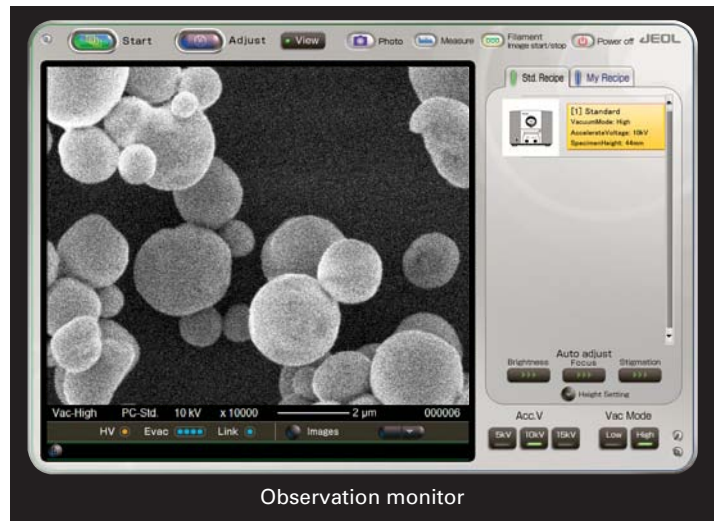 Start Adjust View Photo Measure Filament Image start/stop Power off JEOL
Std. Recipe My Recipe
[1] Standard
VacuumMode: High
AccelerateVoltage: 10kV
SpecimenHeight: 44mm
Auto adjust
Brightness Focus Stigmation
>>> >>> >>>
Height Setting
Vac-High PC-Std. 10 kV x 10000 2 µm 000006
HV Evac Link Images
Acc.V Vac Mode
5kV 10kV 15kV Low High
Observation monitor